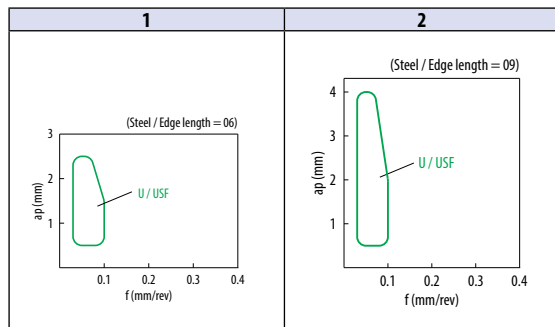 1
2
(Steel / Edge length = 06)
3
2
1
ap (mm)
U / USF
0.1 0.2 0.3 0.4
f (mm/rev)
(Steel / Edge length = 09)
4
3
2
1
ap (mm)
U / USF
0.1 0.2 0.3 0.4
f (mm/rev)